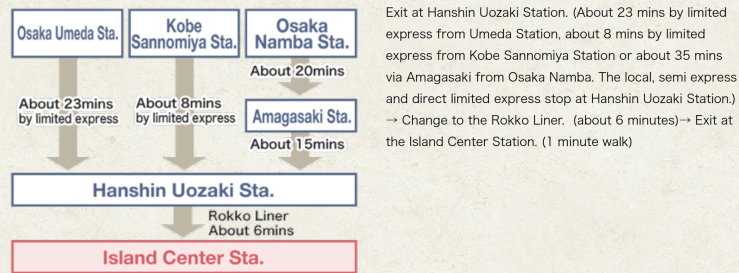 Osaka Umeda Sta.
Kobe
Sannomiya Sta.
Osaka
Namba Sta.
About 20mins
About 23mins
by limited express
About 8mins
by limited express
Amagasaki Sta.
About 15mins
Hanshin Uozaki Sta.
Rokko Liner
About 6mins
Island Center Sta.
Exit at Hanshin Uozaki Station. (About 23 mins by limited
express from Umeda Station, about 8 mins by limited
express from Kobe Sannomiya Station or about 35 mins
via Amagasaki from Osaka Namba. The local, semi express
and direct limited express stop at Hanshin Uozaki Station.)
→ Change to the Rokko Liner.  (about 6 minutes)→ Exit at
the Island Center Station. (1 minute walk)